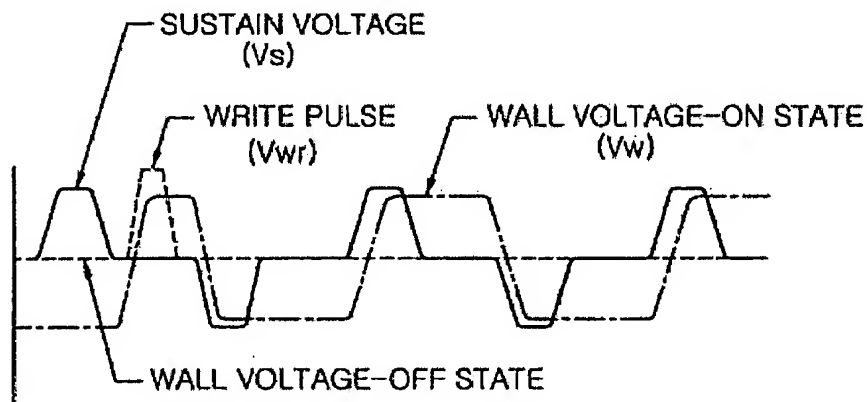 SUSTAIN VOLTAGE
(Vs)
WRITE PULSE
(Vwr)
WALL VOLTAGE-ON STATE
(Vw)
WALL VOLTAGE-OFF STATE